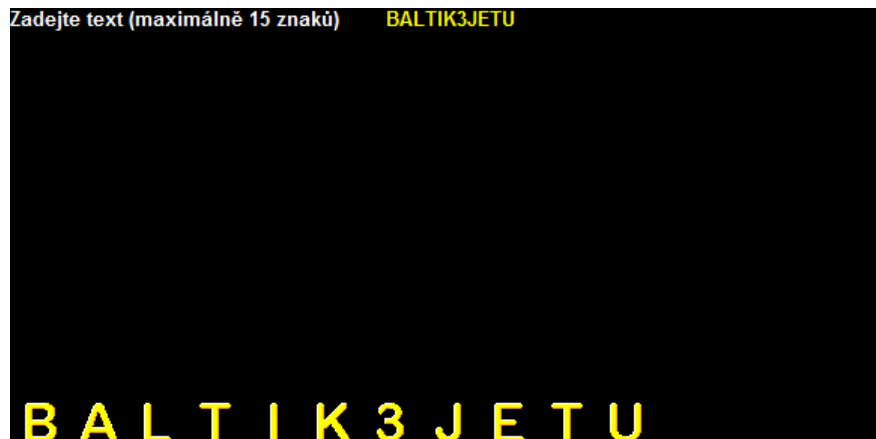 Zadejte text (maximálně 15 znaků) BALTIK3JETU
B A L T I K 3 J E T U